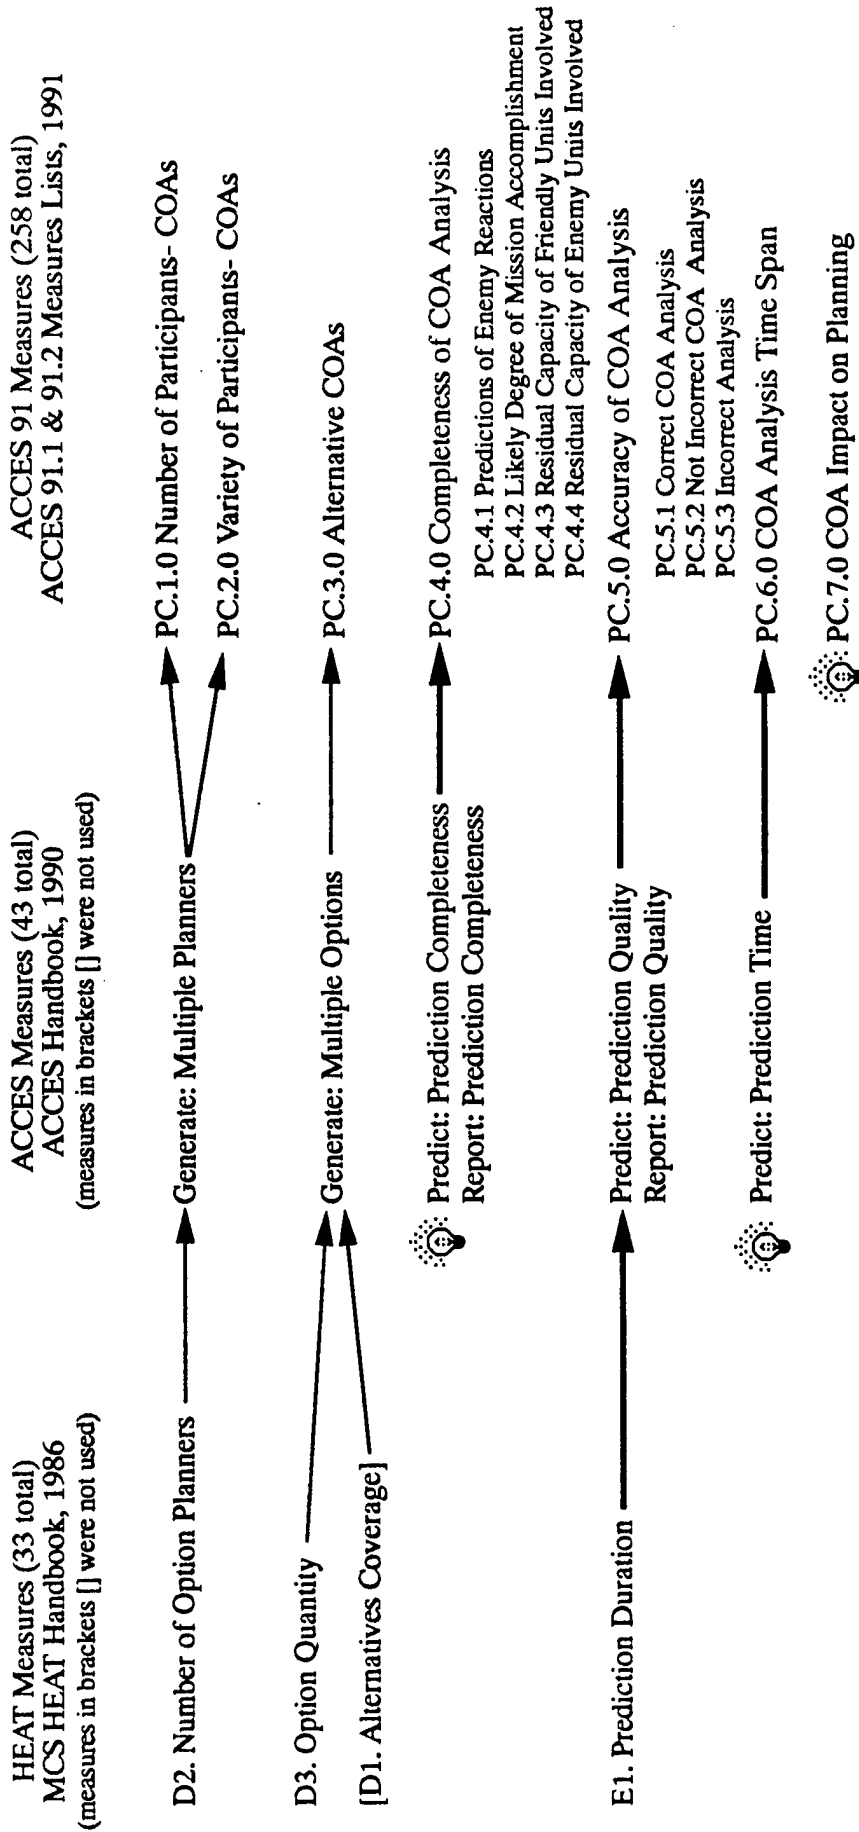 HEAT Measures (33 total)
MCS HEAT Handbook, 1986
(measures in brackets [] were not used)
D2. Number of Option Planners
D3. Option Quantity
[D1. Alternatives Coverage]
E1. Prediction Duration
ACCES Measures (43 total)
ACCES Handbook, 1990
(measures in brackets [] were not used)
Generate: Multiple Planners
Generate: Multiple Options
Predict: Prediction Completeness
Report: Prediction Completeness
Predict: Prediction Quality
Report: Prediction Quality
Predict: Prediction Time
ACCES 91 Measures (258 total)
ACCES 91.1 & 91.2 Measures Lists, 1991
PC.1.0 Number of Participants- COAs
PC.2.0 Variety of Participants- COAs
PC.3.0 Alternative COAs
PC.4.0 Completeness of COA Analysis
PC.4.1 Predictions of Enemy Reactions
PC.4.2 Likely Degree of Mission Accomplishment
PC.4.3 Residual Capacity of Friendly Units Involved
PC.4.4 Residual Capacity of Enemy Units Involved
PC.5.0 Accuracy of COA Analysis
PC.5.1 Correct COA Analysis
PC.5.2 Not Incorrect COA Analysis
PC.5.3 Incorrect Analysis
PC.6.0 COA Analysis Time Span
PC.7.0 COA Impact on Planning